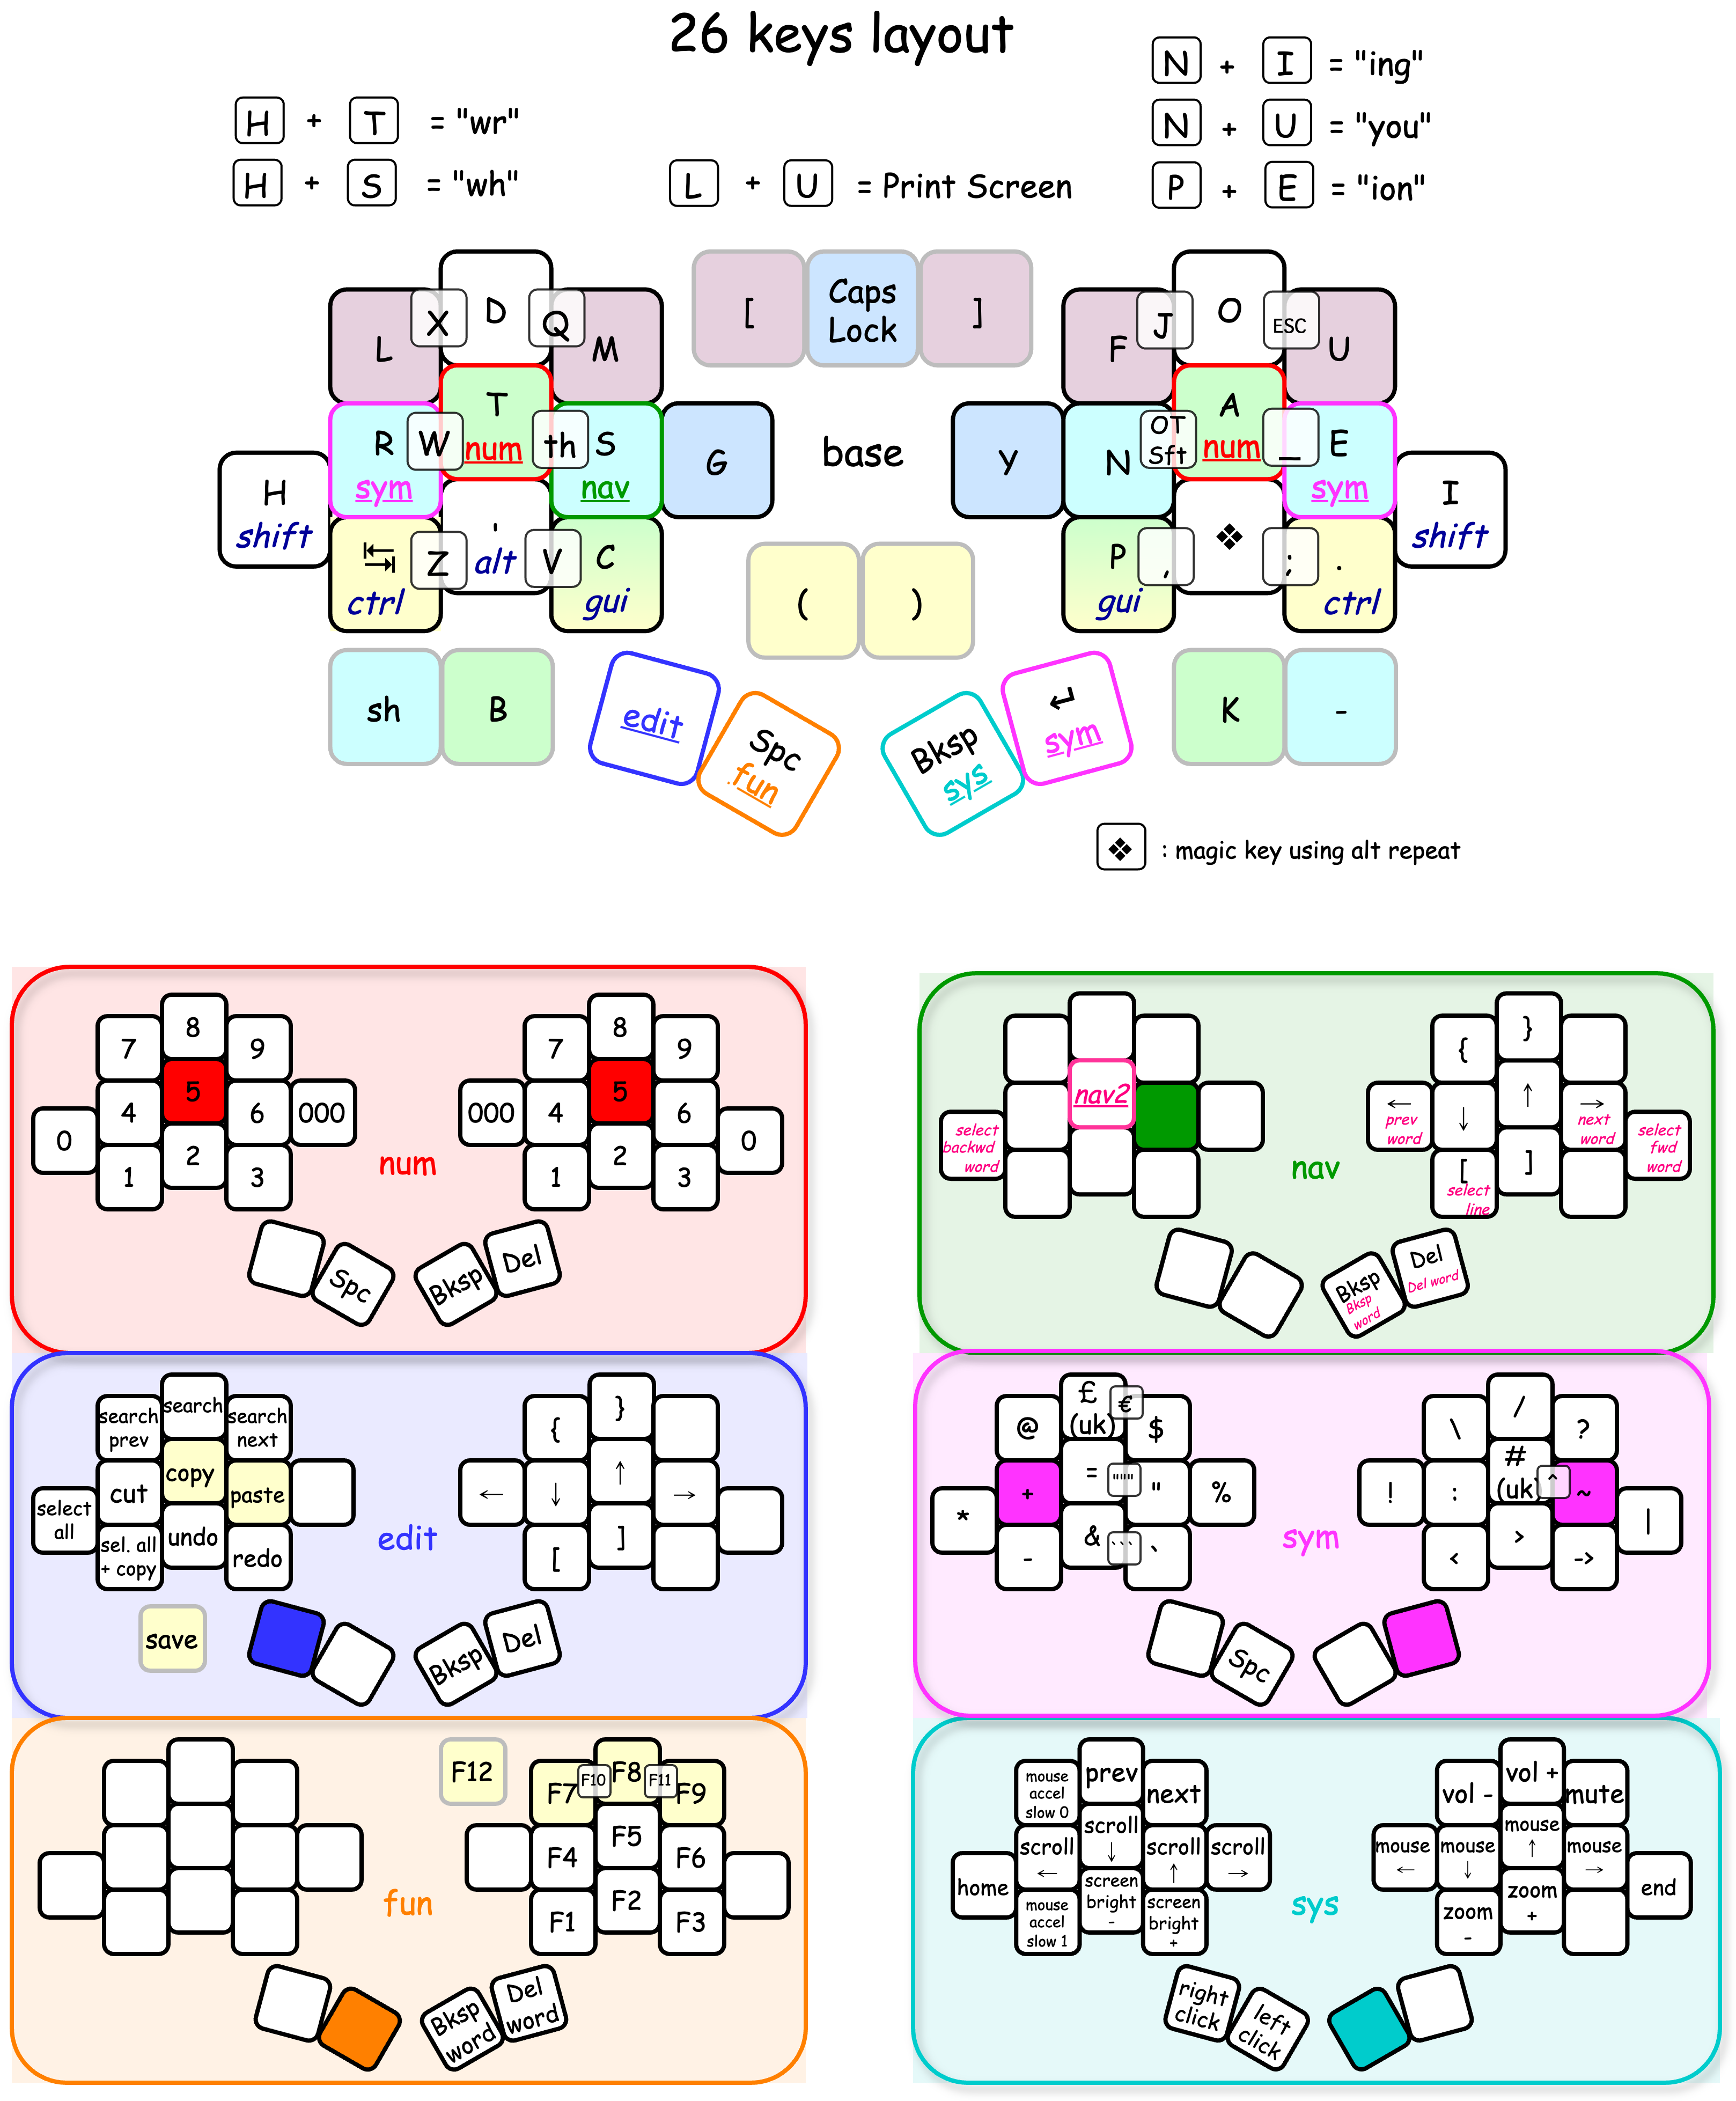 26 keys layout
N + I = "ing"
H + T = "wr"
N + U = "you"
H + S = "wh"
L + U = Print Screen
P + E = "ion"
D
[
Caps
Lock
]
O
L
X
Q
M
F
J
ESC
U
T
num
A
num
R
sym
W
th
S
nav
G
base
Y
N
OT
Sft
_
E
sym
H
shift
I
shift
⇤
⇥
ctrl
Z
'
alt
V
C
gui
(
)
P
gui
,
❖
;
.
ctrl
sh
B
edit
Spc
fun
Bksp
sys
↵
sym
K
-
❖ : magic key using alt repeat
8
7
9
5
4
6
000
0
2
1
3
8
7
9
5
000
4
6
0
2
1
3
num
Spc
Bksp
Del
nav2
select
backwd
word
nav
}
{
←
prev
word
↓
↑
→
next
word
select
fwd
word
[
select
line
]
Bksp
Bksp
word
Del
Del word
search
prev
search
search
next
copy
cut
paste
select
all
undo
sel. all
+ copy
redo
save
edit
}
{
↑
←
↓
→
]
[
Bksp
Del
£
(uk)
€
@
$
=
"""
+
"
%
*
&
```
-
`
sym
/
\
?
#
(uk)
^
!
:
~
|
>
<
->
Spc
fun
F12
F7
F10
F8
F11
F9
F4
F5
F6
F1
F2
F3
Bksp
word
Del
word
mouse
accel
slow 0
prev
next
scroll
←
scroll
↓
scroll
↑
scroll
→
home
mouse
accel
slow 1
screen
bright
-
screen
bright
+
sys
vol -
vol +
mute
mouse
←
mouse
↓
mouse
↑
mouse
→
end
zoom
-
zoom
+
right
click
left
click